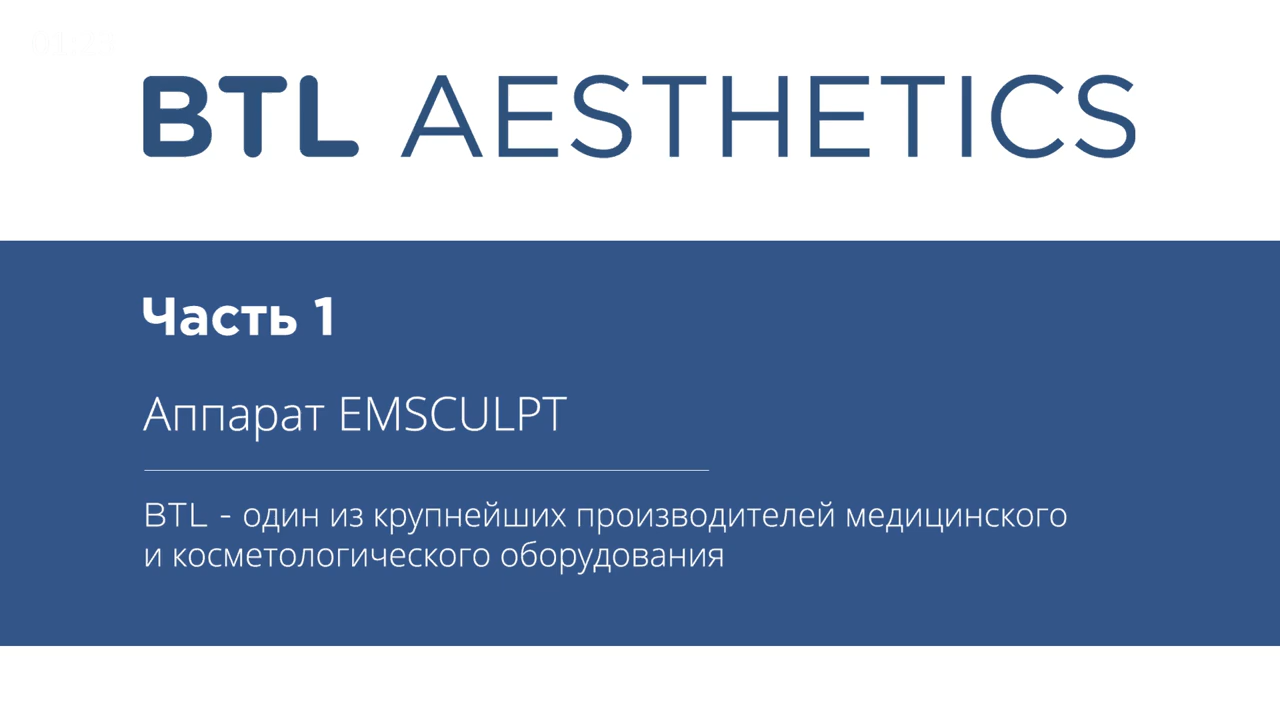 BTL AESTHETICS
Часть 1
Аппарат EMSCULPT
BTL - один из крупнейших производителей медицинского
и косметологического оборудования